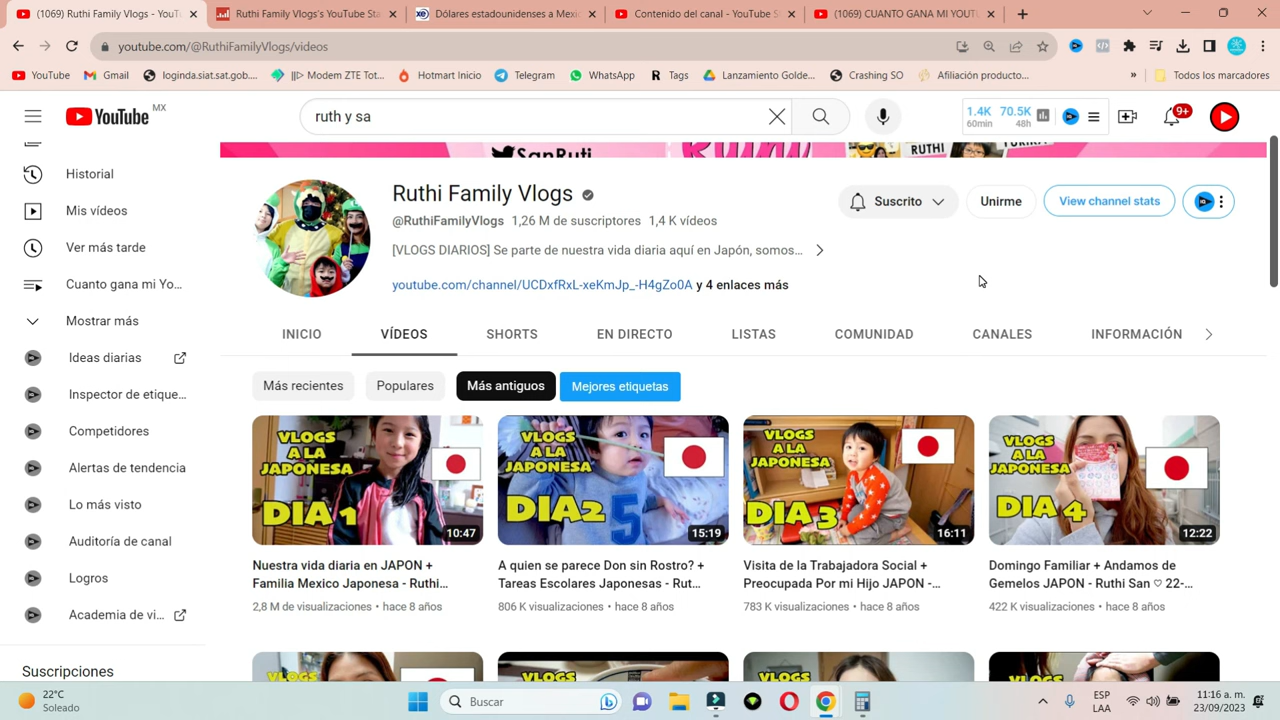 (1069) Ruthi Family Vlogs - YouT
Ruthi Family Vlogs's YouTube Sta
Dólares estadounidenses a Mexic
Contenido del canal - YouTube S
(1069) CUANTO GANA MI YOUTU
youtube.com/@RuthiFamilyVlogs/videos
YouTube
Gmail
loginda.siat.sat.gob....
||▷ Modem ZTE Tot...
Hotmart Inicio
Telegram
WhatsApp
R Tags
Lanzamiento Golde...
Crashing SO
Afiliación producto...
»
Todos los marcadores
YouTube MX
ruth y sa
1.4K 70.5K
60min 48h
9+
Historial
Mis vídeos
Ver más tarde
Cuanto gana mi Yo...
Mostrar más
Ideas diarias
Inspector de etique...
Competidores
Alertas de tendencia
Lo más visto
Auditoría de canal
Logros
Academia de vi...
Suscripciones
SanRuti
RUTHI
Ruthi Family Vlogs
@RuthiFamilyVlogs 1,26 M de suscriptores 1,4 K vídeos
[VLOGS DIARIOS] Se parte de nuestra vida diaria aquí en Japón, somos...
youtube.com/channel/UCDxfRxL-xeKmJp_-H4gZo0A y 4 enlaces más
Suscrito
Unirme
View channel stats
INICIO
VÍDEOS
SHORTS
EN DIRECTO
LISTAS
COMUNIDAD
CANALES
INFORMACIÓN
Más recientes
Populares
Más antiguos
Mejores etiquetas
VLOGS
A LA
JAPONESA
DIA 1
10:47
Nuestra vida diaria en JAPON +
Familia Mexico Japonesa - Ruthi...
2,8 M de visualizaciones • hace 8 años
VLOGS
A LA
JAPONESA
DIA2
15:19
A quien se parece Don sin Rostro? +
Tareas Escolares Japonesas - Rut...
806 K visualizaciones • hace 8 años
VLOGS
A LA
JAPONESA
DIA 3
16:11
Visita de la Trabajadora Social +
Preocupada Por mi Hijo JAPON -...
783 K visualizaciones • hace 8 años
VLOGS
A LA
JAPONESA
DIA 4
12:22
Domingo Familiar + Andamos de
Gemelos JAPON - Ruthi San ♡ 22-...
422 K visualizaciones • hace 8 años
VLOGS
VLOGS
VLOGS
VLOGS
22°C
Soleado
Buscar
ESP
LAA
11:16 a. m.
23/09/2023